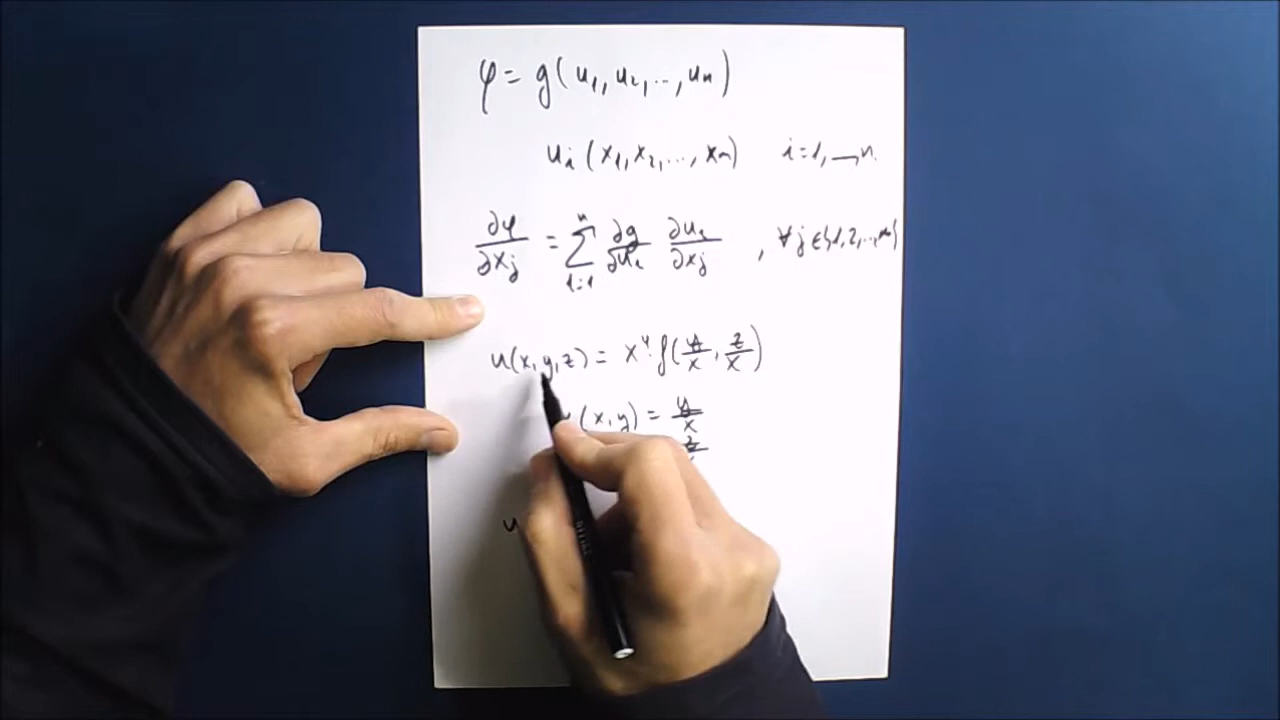 φ = g(u₁, u₂, ..., uₙ)
uᵢ(x₁, x₂, ..., xₘ) i=1, ..., n.
∂φ/∂xⱼ = Σᵢ₌₁ⁿ ∂g/∂uᵢ ∂uᵢ/∂xⱼ , ∀j∈{1,2,...,m}
u(x,y,z) = x⁴·f(y/x, z/x)
(x,y) = y/x
z
u